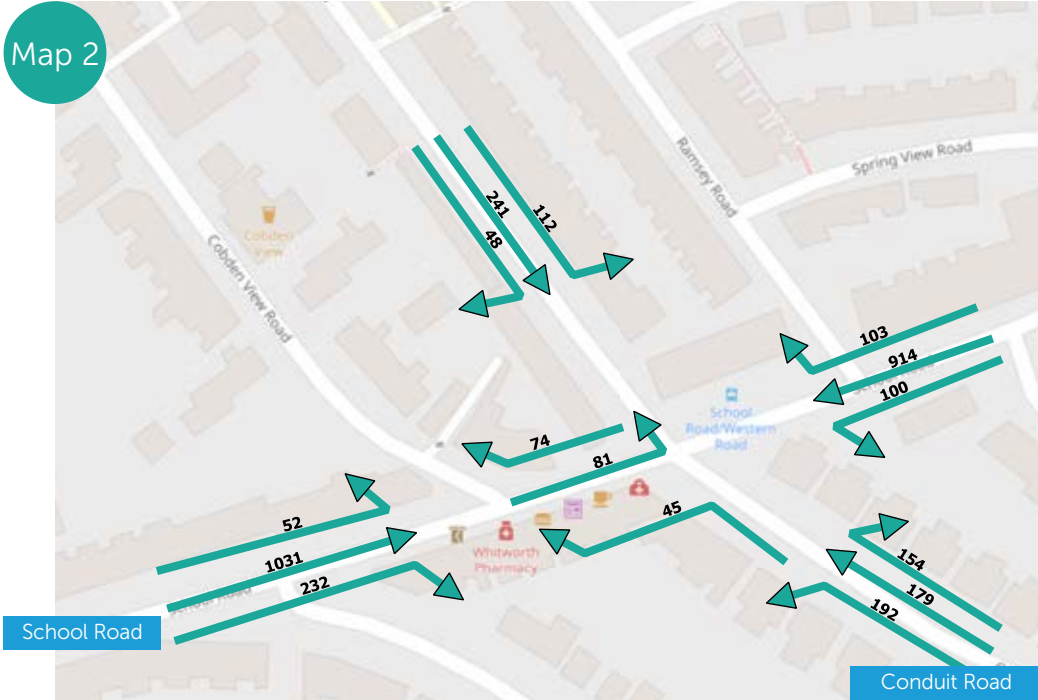 Map 2
Ramsey Road
Spring View Road
241
112
48
Cobden
View
Cobden View Road
103
914
100
School
Road/Western
Road
74
81
52
45
1031
Whitworth
Pharmacy
232
154
179
192
School Road
Conduit Road